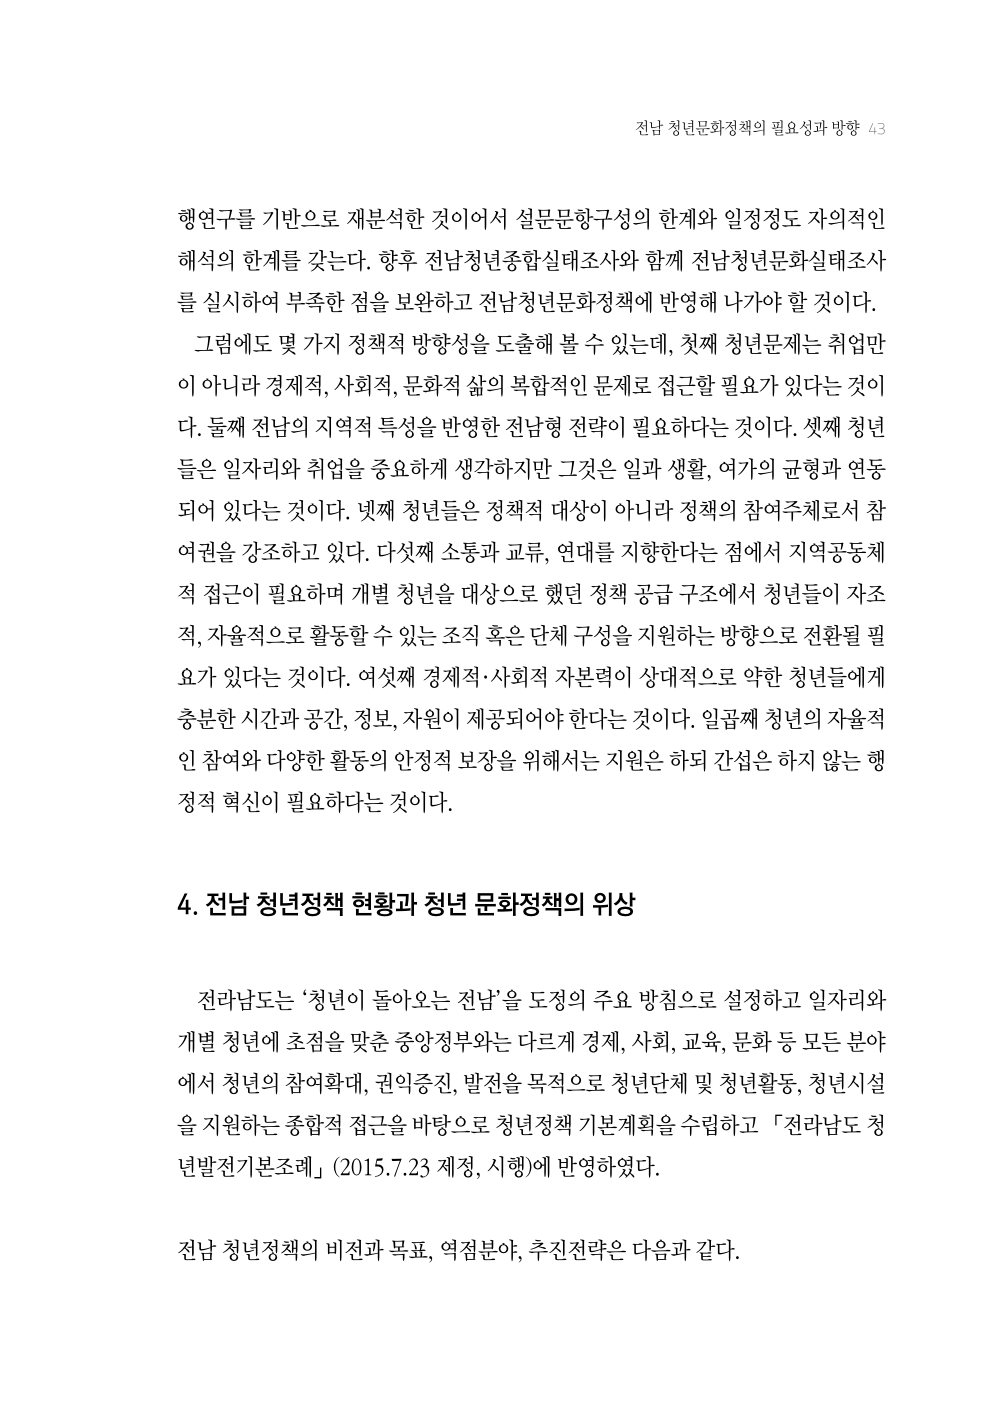 전남 청년문화정책의 필요성과 방향 43
행연구를 기반으로 재분석한 것이어서 설문문항구성의 한계와 일정정도 자의적인
해석의 한계를 갖는다. 향후 전남청년종합실태조사와 함께 전남청년문화실태조사
를 실시하여 부족한 점을 보완하고 전남청년문화정책에 반영해 나가야 할 것이다.
그럼에도 몇 가지 정책적 방향성을 도출해 볼 수 있는데, 첫째 청년문제는 취업만
이 아니라 경제적, 사회적, 문화적 삶의 복합적인 문제로 접근할 필요가 있다는 것이
다. 둘째 전남의 지역적 특성을 반영한 전남형 전략이 필요하다는 것이다. 셋째 청년
들은 일자리와 취업을 중요하게 생각하지만 그것은 일과 생활, 여가의 균형과 연동
되어 있다는 것이다. 넷째 청년들은 정책적 대상이 아니라 정책의 참여주체로서 참
여권을 강조하고 있다. 다섯째 소통과 교류, 연대를 지향한다는 점에서 지역공동체
적 접근이 필요하며 개별 청년을 대상으로 했던 정책 공급 구조에서 청년들이 자조
적, 자율적으로 활동할 수 있는 조직 혹은 단체 구성을 지원하는 방향으로 전환될 필
요가 있다는 것이다. 여섯째 경제적·사회적 자본력이 상대적으로 약한 청년들에게
충분한 시간과 공간, 정보, 자원이 제공되어야 한다는 것이다. 일곱째 청년의 자율적
인 참여와 다양한 활동의 안정적 보장을 위해서는 지원은 하되 간섭은 하지 않는 행
정적 혁신이 필요하다는 것이다.
4. 전남 청년정책 현황과 청년 문화정책의 위상
전라남도는 ‘청년이 돌아오는 전남’을 도정의 주요 방침으로 설정하고 일자리와
개별 청년에 초점을 맞춘 중앙정부와는 다르게 경제, 사회, 교육, 문화 등 모든 분야
에서 청년의 참여확대, 권익증진, 발전을 목적으로 청년단체 및 청년활동, 청년시설
을 지원하는 종합적 접근을 바탕으로 청년정책 기본계획을 수립하고 「전라남도 청
년발전기본조례」(2015.7.23 제정, 시행)에 반영하였다.
전남 청년정책의 비전과 목표, 역점분야, 추진전략은 다음과 같다.